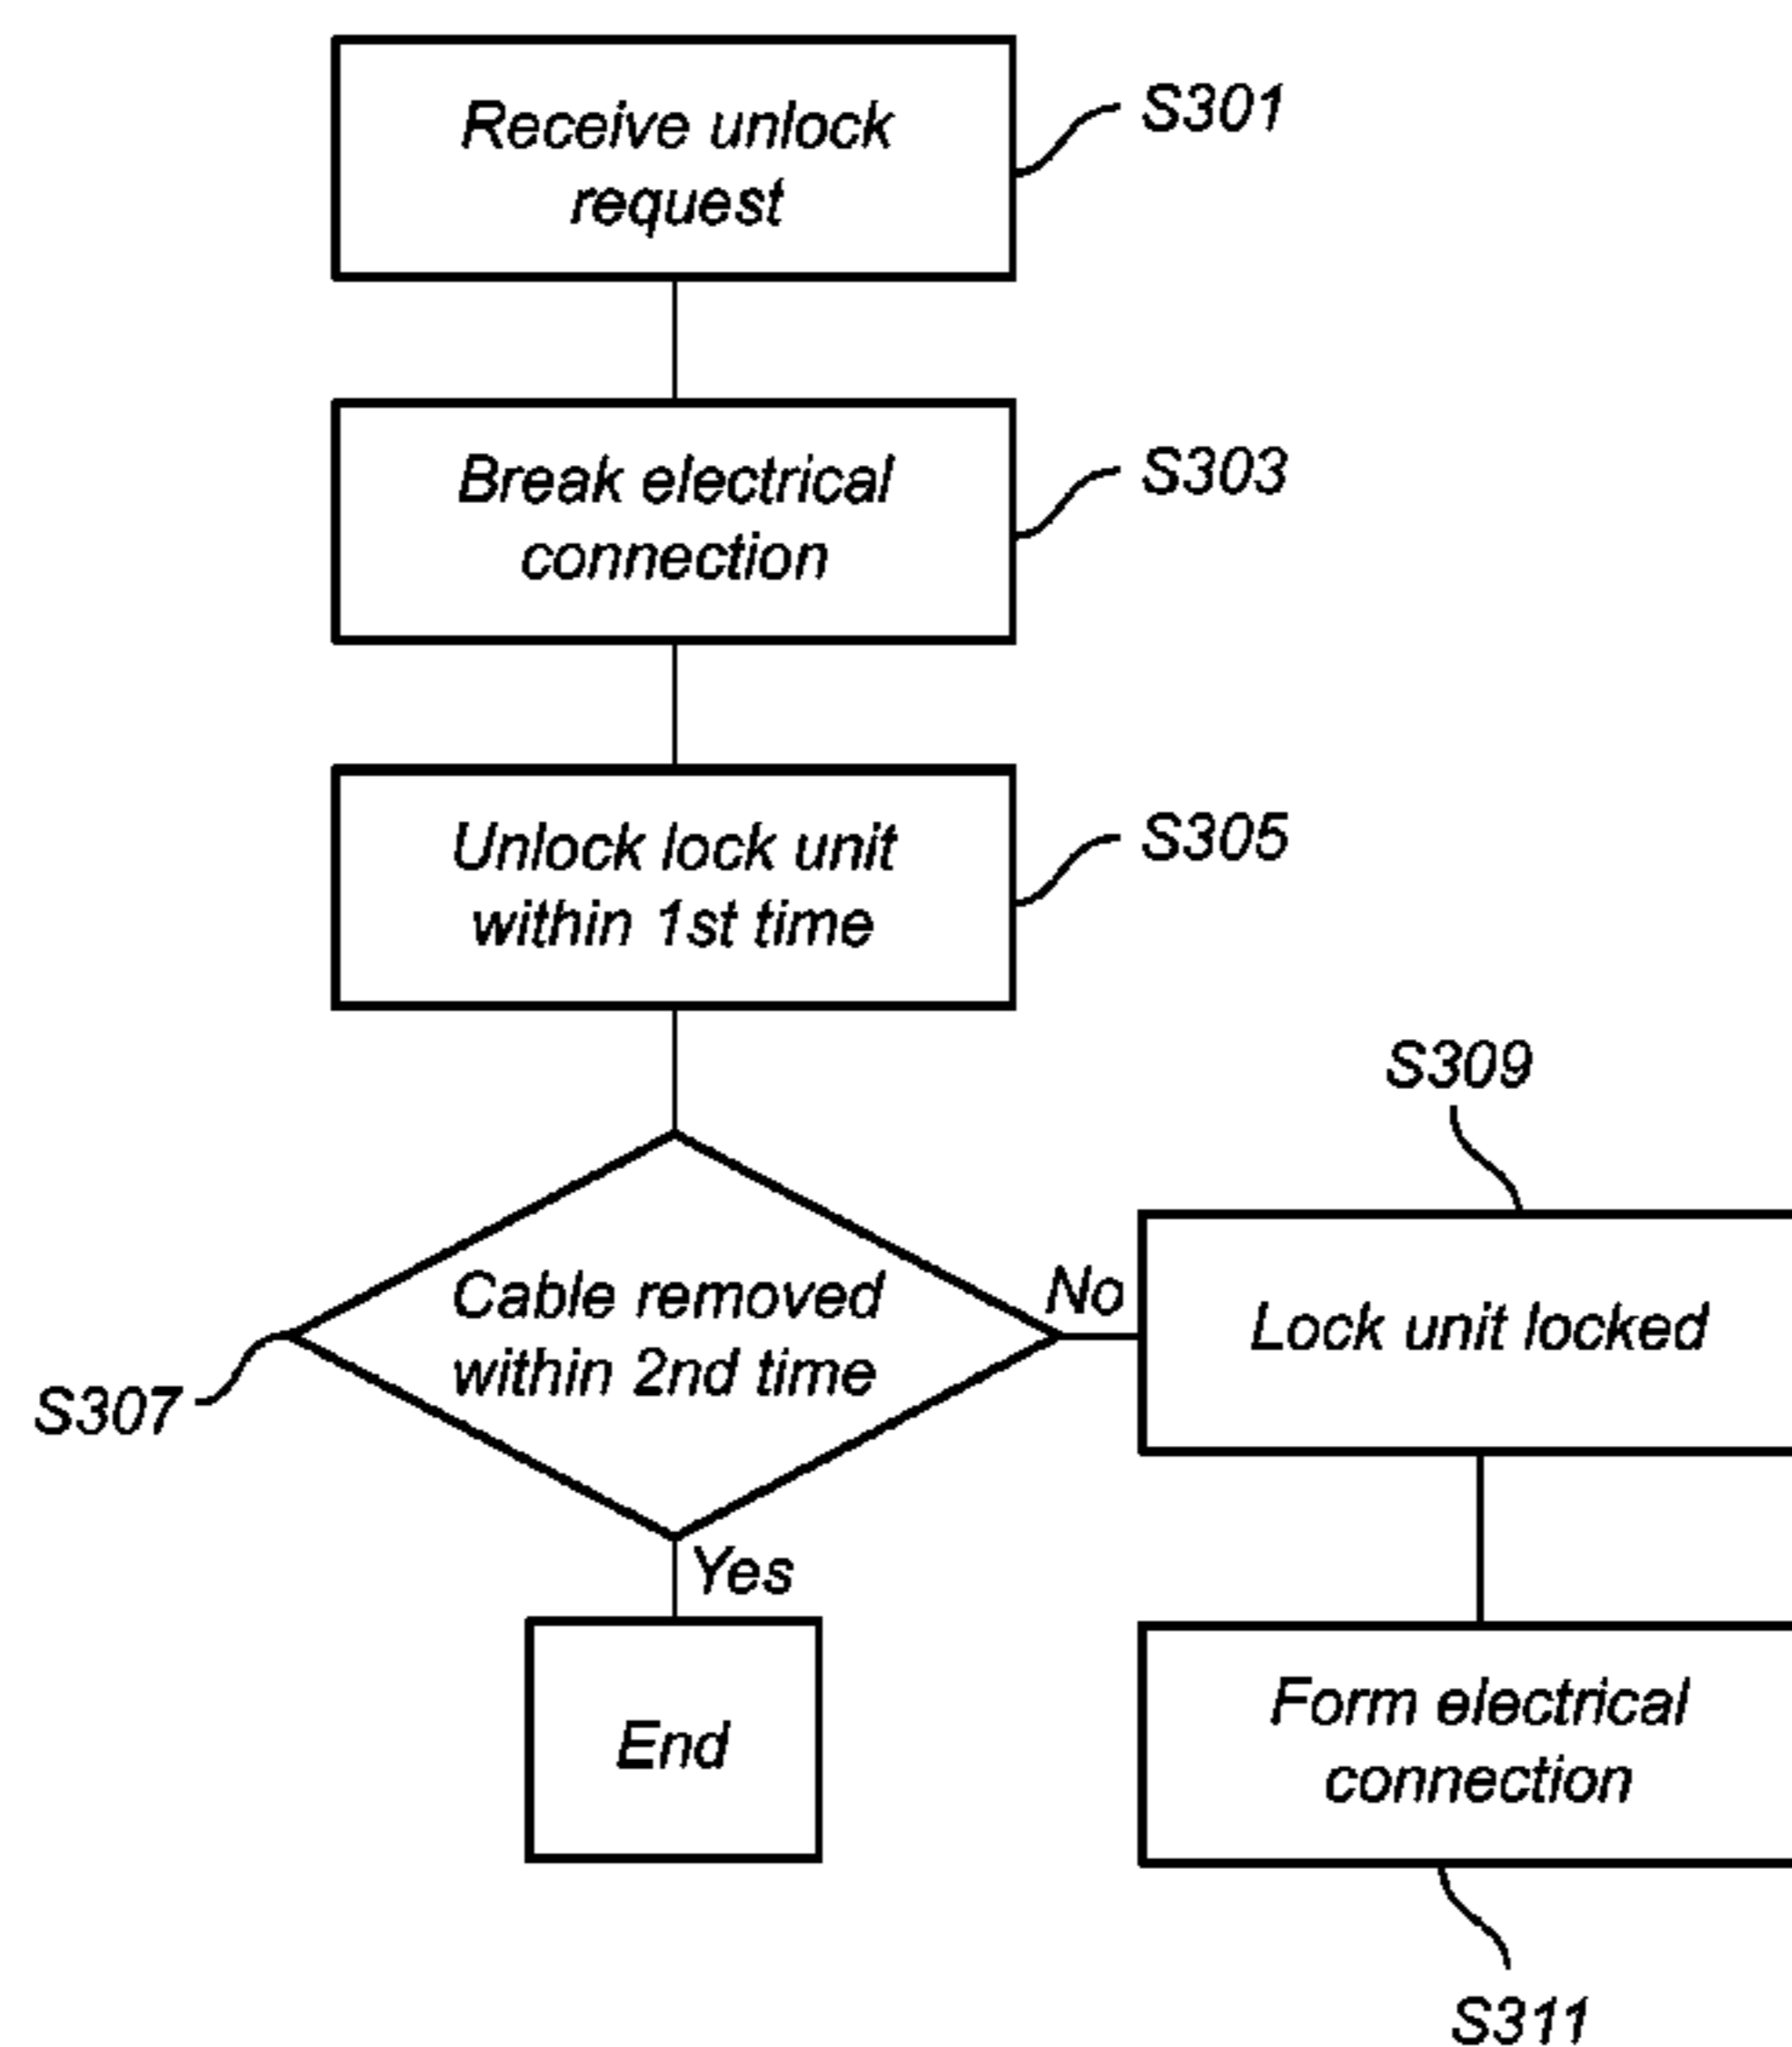 Receive unlock
request
S301
Break electrical
connection
S303
Unlock lock unit
within 1st time
S305
S309
Cable removed
within 2nd time
No
Lock unit locked
S307
Yes
End
Form electrical
connection
S311